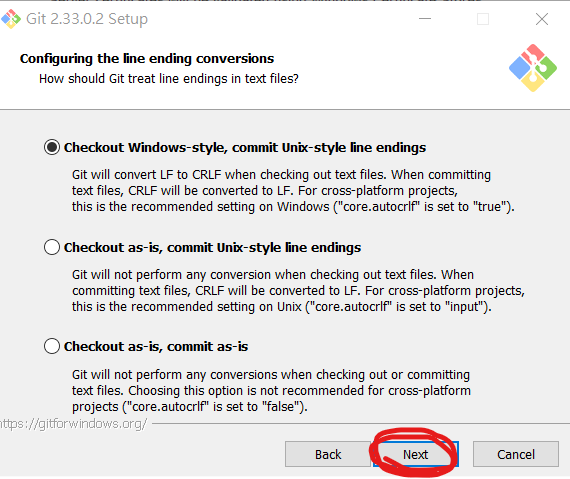 Git 2.33.0.2 Setup
Configuring the line ending conversions
How should Git treat line endings in text files?
Checkout Windows-style, commit Unix-style line endings
Git will convert LF to CRLF when checking out text files. When committing
text files, CRLF will be converted to LF. For cross-platform projects,
this is the recommended setting on Windows ("core.autocrlf" is set to "true").
Checkout as-is, commit Unix-style line endings
Git will not perform any conversion when checking out text files. When
committing text files, CRLF will be converted to LF. For cross-platform projects,
this is the recommended setting on Unix ("core.autocrlf" is set to "input").
Checkout as-is, commit as-is
Git will not perform any conversions when checking out or committing
text files. Choosing this option is not recommended for cross-platform
projects ("core.autocrlf" is set to "false").
https://gitforwindows.org/
Back Next Cancel